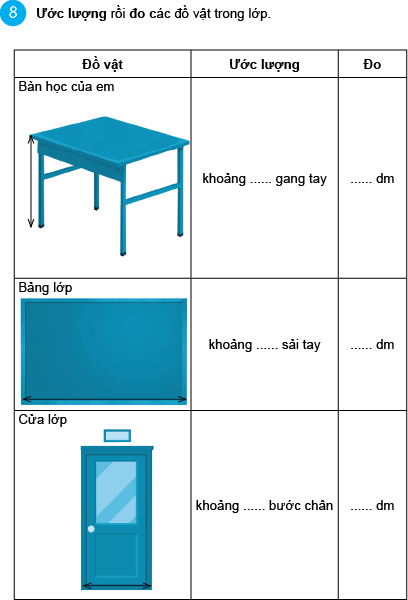 8 Ước lượng rồi đo các đồ vật trong lớp.
Đồ vật Ước lượng Đo
Bàn học của em
khoảng ...... gang tay ...... dm
Bảng lớp
khoảng ...... sải tay ...... dm
Cửa lớp
khoảng ...... bước chân ...... dm